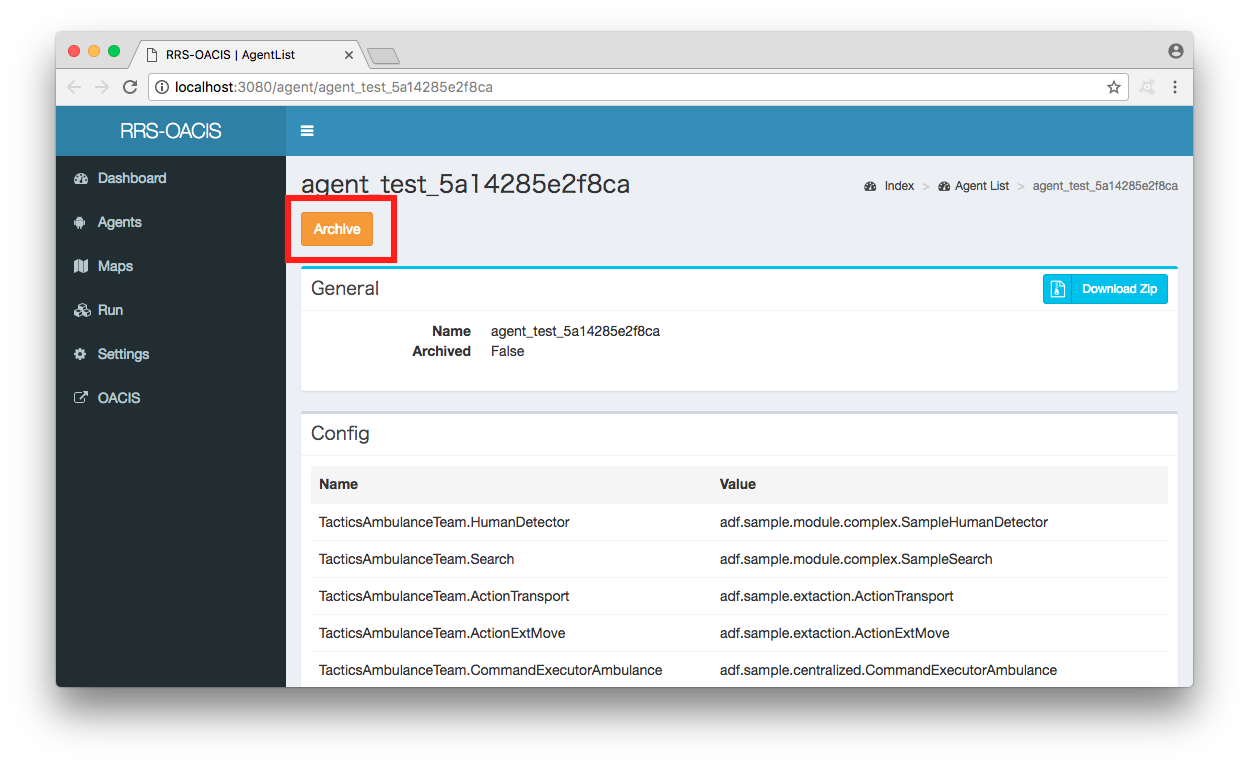 RRS-OACIS | AgentList
localhost:3080/agent/agent_test_5a14285e2f8ca
RRS-OACIS
Dashboard
Agents
Maps
Run
Settings
OACIS
agent_test_5a14285e2f8ca
Index > Agent List > agent_test_5a14285e2f8ca
Archive
General
Download Zip
Name agent_test_5a14285e2f8ca
Archived False
Config
Name Value
TacticsAmbulanceTeam.HumanDetector adf.sample.module.complex.SampleHumanDetector
TacticsAmbulanceTeam.Search adf.sample.module.complex.SampleSearch
TacticsAmbulanceTeam.ActionTransport adf.sample.extaction.ActionTransport
TacticsAmbulanceTeam.ActionExtMove adf.sample.extaction.ActionExtMove
TacticsAmbulanceTeam.CommandExecutorAmbulance adf.sample.centralized.CommandExecutorAmbulance